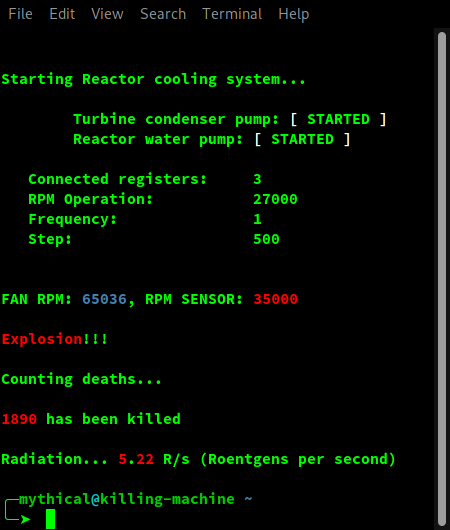 File Edit View Search Terminal Help
Starting Reactor cooling system...
Turbine condenser pump: [ STARTED ]
Reactor water pump: [ STARTED ]
Connected registers: 3
RPM Operation: 27000
Frequency: 1
Step: 500
FAN RPM: 65036, RPM SENSOR: 35000
Explosion!!!
Counting deaths...
1890 has been killed
Radiation... 5.22 R/s (Roentgens per second)
mythical@killing-machine ~